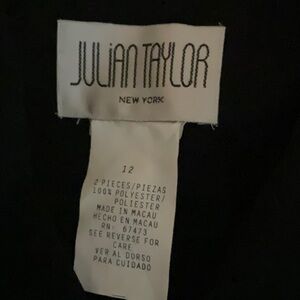 JULiAN TAYLOR
NEW YORK
12
2 PIECES/PIEZAS
100% POLYESTER/
POLIESTER
MADE IN MACAU
HECHO EN MACAU
RN: 67473
SEE REVERSE FOR
CARE
VER AL DORSO
PARA CUIDADO